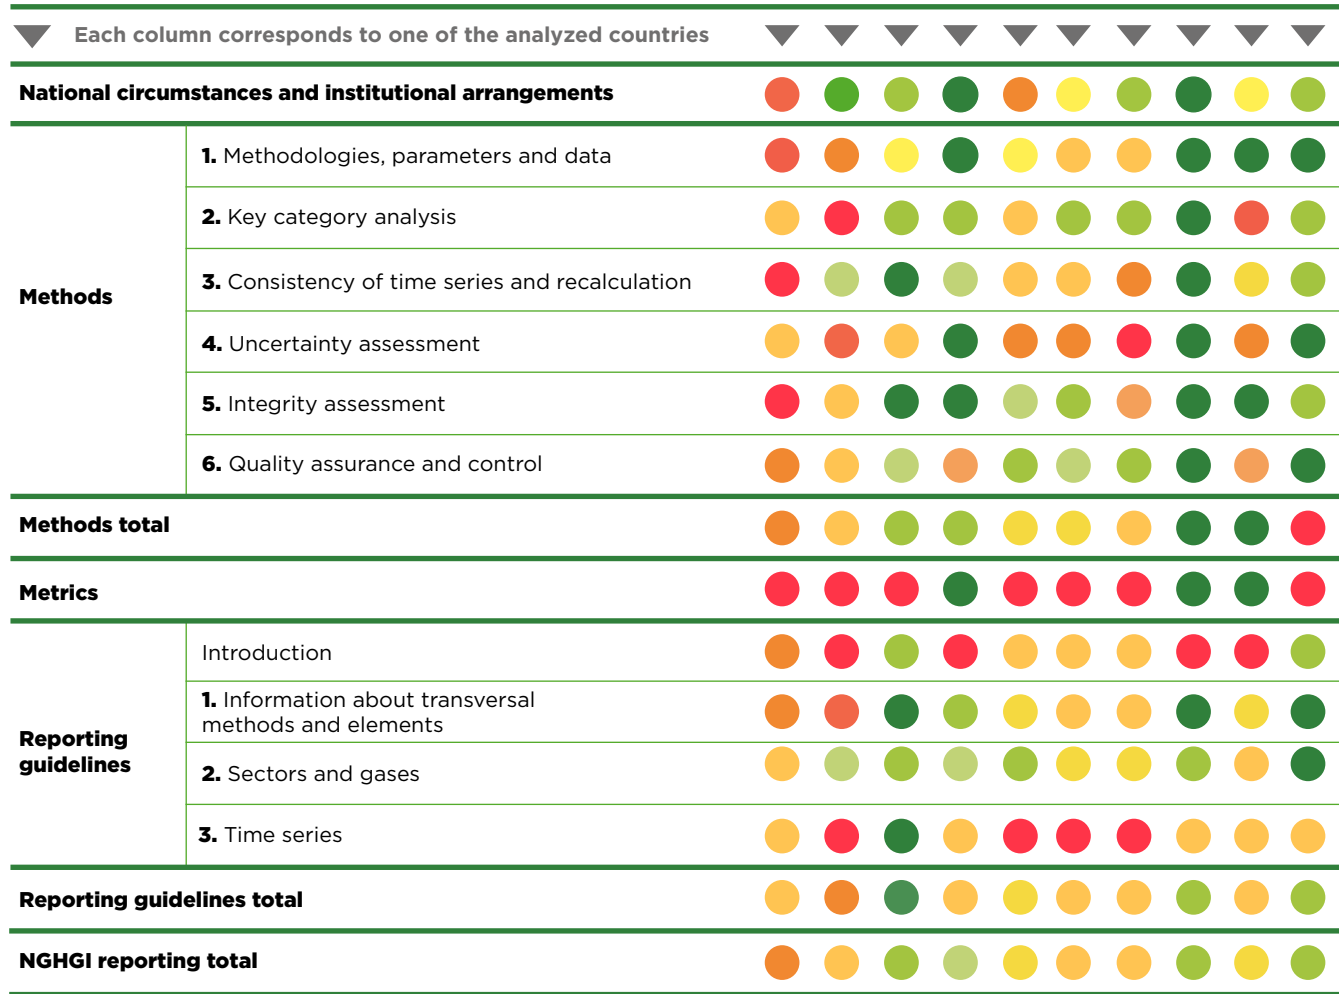 Each column corresponds to one of the analyzed countries
National circumstances and institutional arrangements
Methods
1. Methodologies, parameters and data
2. Key category analysis
3. Consistency of time series and recalculation
4. Uncertainty assessment
5. Integrity assessment
6. Quality assurance and control
Methods total
Metrics
Reporting
guidelines
Introduction
1. Information about transversal
methods and elements
2. Sectors and gases
3. Time series
Reporting guidelines total
NGHGI reporting total